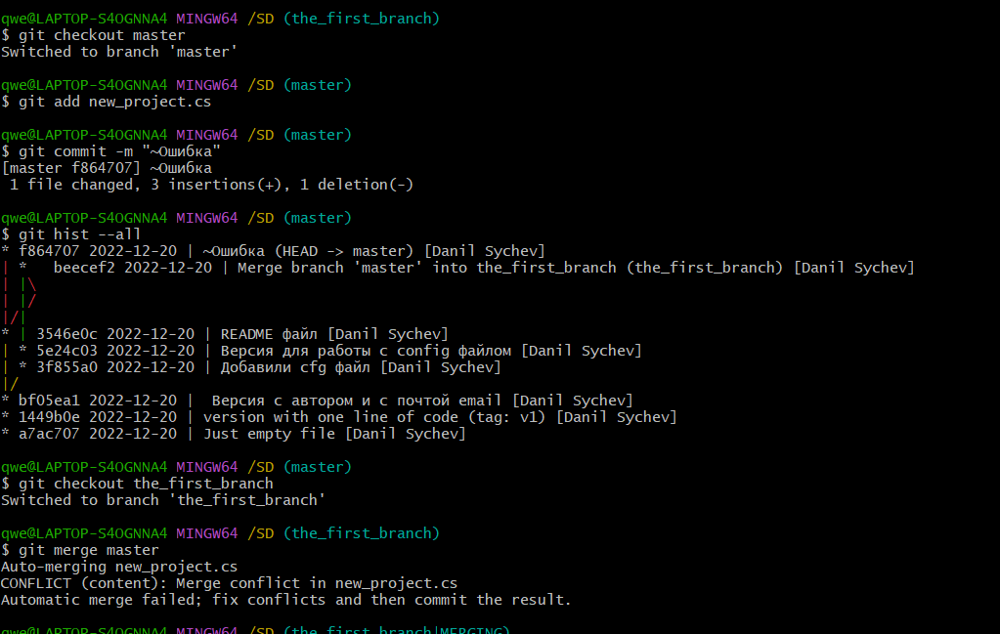 qwe@LAPTOP-S4OGNNA4 MINGW64 /SD (the_first_branch)
$ git checkout master
Switched to branch 'master'
qwe@LAPTOP-S4OGNNA4 MINGW64 /SD (master)
$ git add new_project.cs
qwe@LAPTOP-S4OGNNA4 MINGW64 /SD (master)
$ git commit -m "~Ошибка"
[master f864707] ~Ошибка
 1 file changed, 3 insertions(+), 1 deletion(-)
qwe@LAPTOP-S4OGNNA4 MINGW64 /SD (master)
$ git hist --all
* f864707 2022-12-20 | ~Ошибка (HEAD -> master) [Danil Sychev]
| *   beecef2 2022-12-20 | Merge branch 'master' into the_first_branch (the_first_branch) [Danil Sychev]
| |\
| |/
|/|
* | 3546e0c 2022-12-20 | README файл [Danil Sychev]
| * 5e24c03 2022-12-20 | Версия для работы с config файлом [Danil Sychev]
| * 3f855a0 2022-12-20 | Добавили cfg файл [Danil Sychev]
|/
* bf05ea1 2022-12-20 |  Версия с автором и с почтой email [Danil Sychev]
* 1449b0e 2022-12-20 | version with one line of code (tag: v1) [Danil Sychev]
* a7ac707 2022-12-20 | Just empty file [Danil Sychev]
qwe@LAPTOP-S4OGNNA4 MINGW64 /SD (master)
$ git checkout the_first_branch
Switched to branch 'the_first_branch'
qwe@LAPTOP-S4OGNNA4 MINGW64 /SD (the_first_branch)
$ git merge master
Auto-merging new_project.cs
CONFLICT (content): Merge conflict in new_project.cs
Automatic merge failed; fix conflicts and then commit the result.
qwe@LAPTOP-S4OGNNA4 MINGW64 /SD (the_first_branch|MERGING)